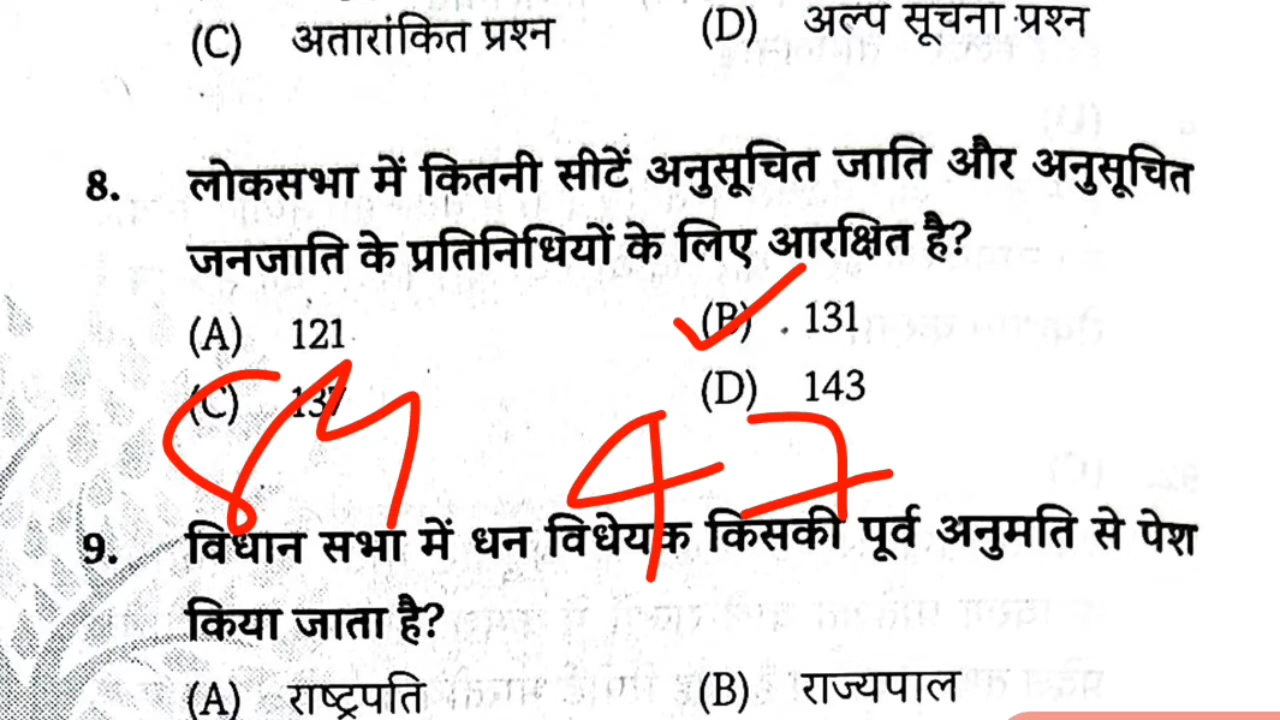 (C) अतारांकित प्रश्न (D) अल्प सूचना प्रश्न
8. लोकसभा में कितनी सीटें अनुसूचित जाति और अनुसूचित
जनजाति के प्रतिनिधियों के लिए आरक्षित है?
(A) 121 (B) 131
(C) 137 (D) 143
84 47
9. विधान सभा में धन विधेयक किसकी पूर्व अनुमति से पेश
किया जाता है?
(A) राष्ट्रपति (B) राज्यपाल